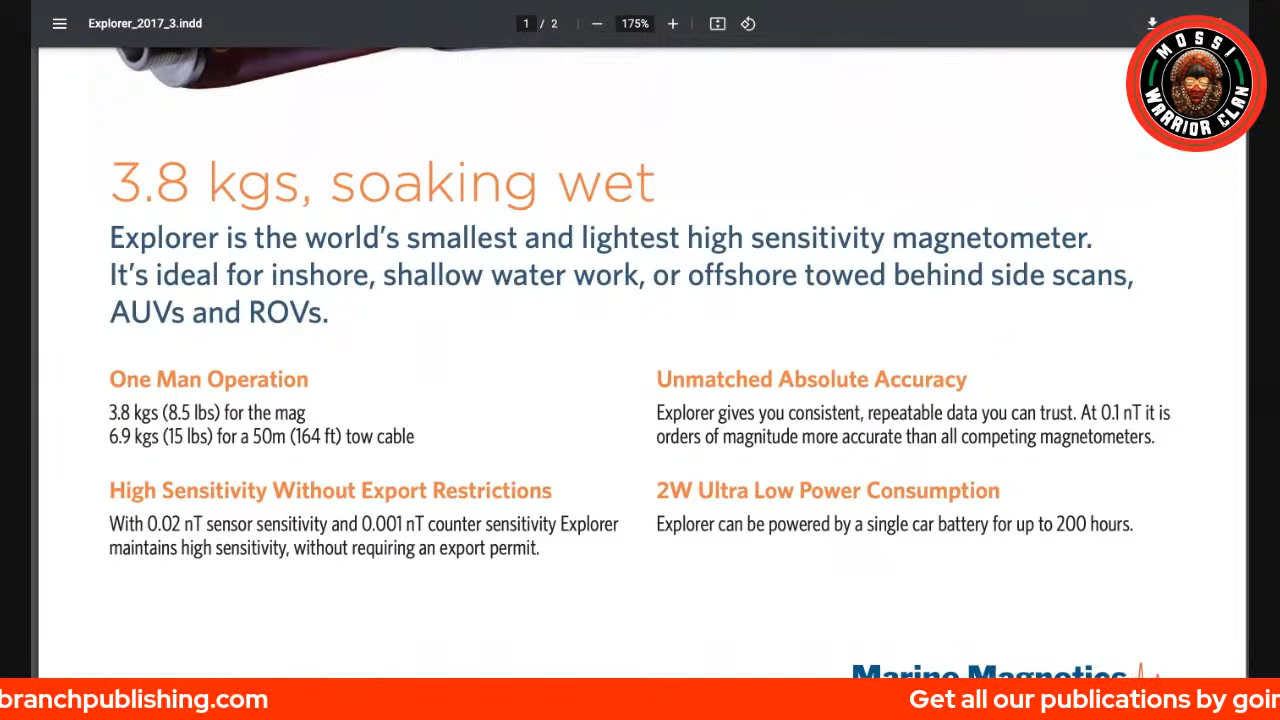 Explorer_2017_3.indd
1 / 2
175%
MOSSI
WARRIOR CLAN
3.8 kgs, soaking wet
Explorer is the world's smallest and lightest high sensitivity magnetometer.
It's ideal for inshore, shallow water work, or offshore towed behind side scans,
AUVs and ROVs.
One Man Operation
3.8 kgs (8.5 lbs) for the mag
6.9 kgs (15 lbs) for a 50m (164 ft) tow cable
Unmatched Absolute Accuracy
Explorer gives you consistent, repeatable data you can trust. At 0.1 nT it is
orders of magnitude more accurate than all competing magnetometers.
High Sensitivity Without Export Restrictions
With 0.02 nT sensor sensitivity and 0.001 nT counter sensitivity Explorer
maintains high sensitivity, without requiring an export permit.
2W Ultra Low Power Consumption
Explorer can be powered by a single car battery for up to 200 hours.
Marine Magnetics
branchpublishing.com
Get all our publications by goin